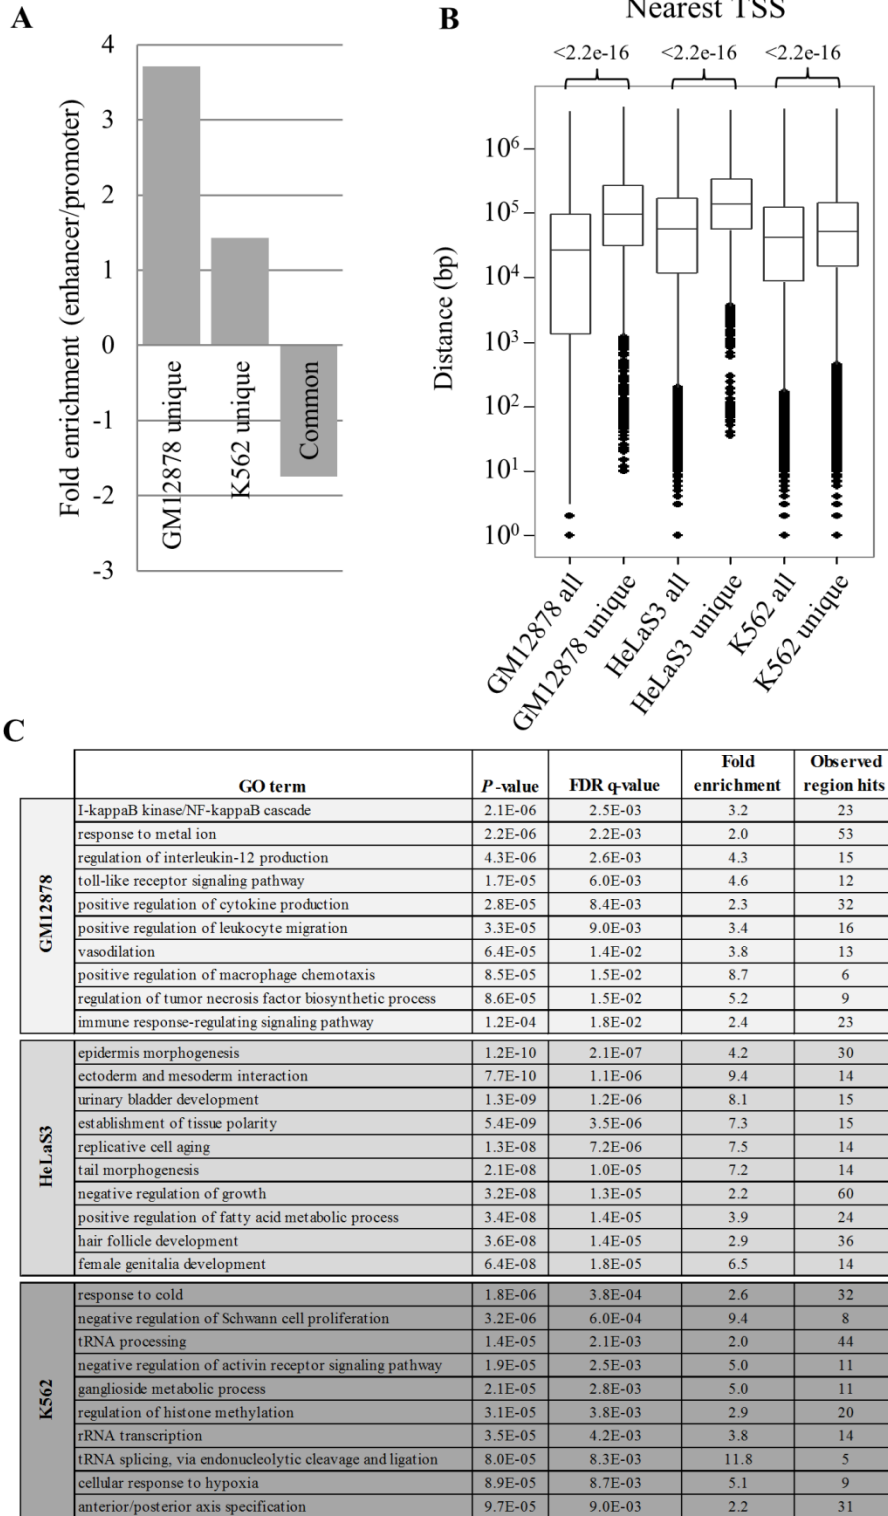 A
B
Nearest TSS
<2.2e-16 <2.2e-16 <2.2e-16
4
3
2
1
0
-1
-2
-3
Fold enrichment (enhancer/promoter)
GM12878 unique
K562 unique
Common
Distance (bp)
10^6
10^5
10^4
10^3
10^2
10^1
10^0
GM12878 all
GM12878 unique
HeLaS3 all
HeLaS3 unique
K562 all
K562 unique
C
GO term P-value FDR q-value Fold enrichment Observed region hits
GM12878
I-kappaB kinase/NF-kappaB cascade 2.1E-06 2.5E-03 3.2 23
response to metal ion 2.2E-06 2.2E-03 2.0 53
regulation of interleukin-12 production 4.3E-06 2.6E-03 4.3 15
toll-like receptor signaling pathway 1.7E-05 6.0E-03 4.6 12
positive regulation of cytokine production 2.8E-05 8.4E-03 2.3 32
positive regulation of leukocyte migration 3.3E-05 9.0E-03 3.4 16
vasodilation 6.4E-05 1.4E-02 3.8 13
positive regulation of macrophage chemotaxis 8.5E-05 1.5E-02 8.7 6
regulation of tumor necrosis factor biosynthetic process 8.6E-05 1.5E-02 5.2 9
immune response-regulating signaling pathway 1.2E-04 1.8E-02 2.4 23
HeLaS3
epidermis morphogenesis 1.2E-10 2.1E-07 4.2 30
ectoderm and mesoderm interaction 7.7E-10 1.1E-06 9.4 14
urinary bladder development 1.3E-09 1.2E-06 8.1 15
establishment of tissue polarity 5.4E-09 3.5E-06 7.3 15
replicative cell aging 1.3E-08 7.2E-06 7.5 14
tail morphogenesis 2.1E-08 1.0E-05 7.2 14
negative regulation of growth 3.2E-08 1.3E-05 2.2 60
positive regulation of fatty acid metabolic process 3.4E-08 1.4E-05 3.9 24
hair follicle development 3.6E-08 1.4E-05 2.9 36
female genitalia development 6.4E-08 1.8E-05 6.5 14
K562
response to cold 1.8E-06 3.8E-04 2.6 32
negative regulation of Schwann cell proliferation 3.2E-06 6.0E-04 9.4 8
tRNA processing 1.4E-05 2.1E-03 2.0 44
negative regulation of activin receptor signaling pathway 1.9E-05 2.5E-03 5.0 11
ganglioside metabolic process 2.1E-05 2.8E-03 5.0 11
regulation of histone methylation 3.1E-05 3.8E-03 2.9 20
rRNA transcription 3.5E-05 4.2E-03 3.8 14
tRNA splicing, via endonucleolytic cleavage and ligation 8.0E-05 8.3E-03 11.8 5
cellular response to hypoxia 8.9E-05 8.7E-03 5.1 9
anterior/posterior axis specification 9.7E-05 9.0E-03 2.2 31